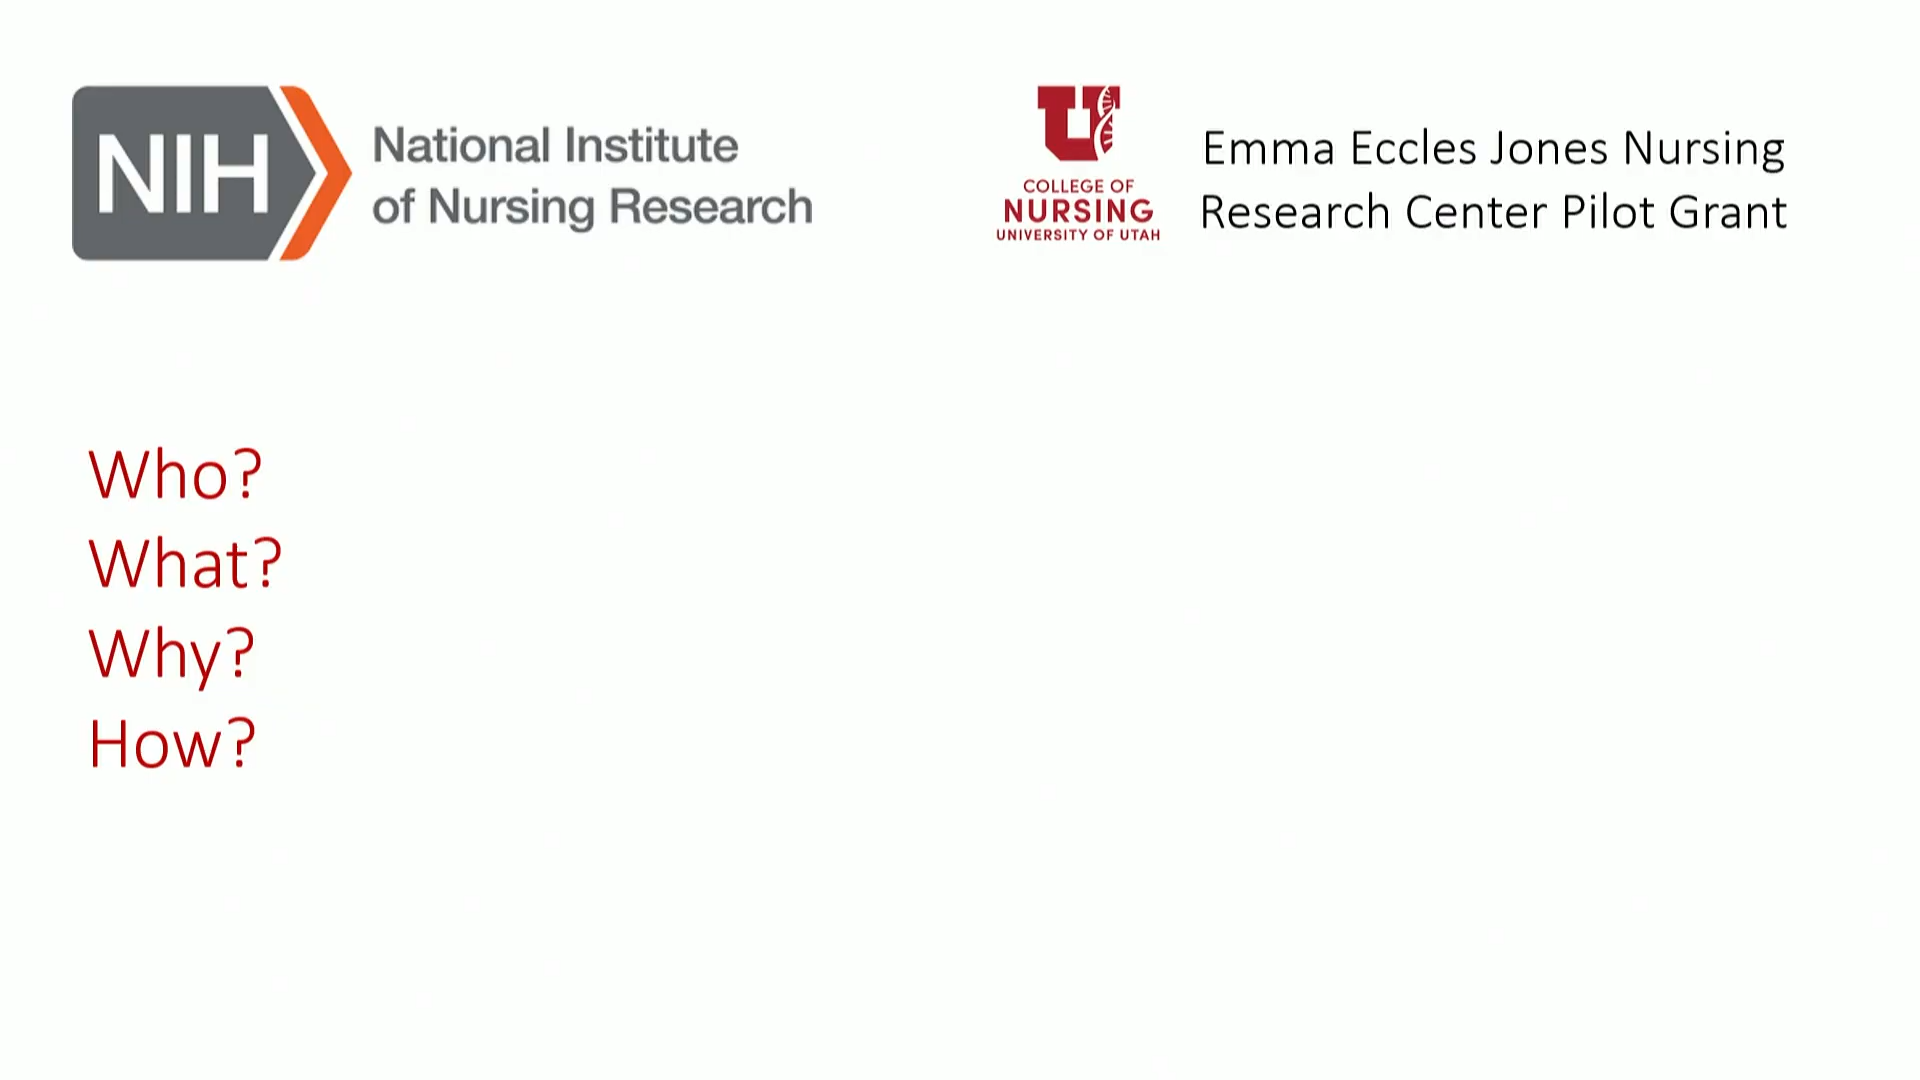 NIH
National Institute
of Nursing Research
U
COLLEGE OF
NURSING
UNIVERSITY OF UTAH
Emma Eccles Jones Nursing
Research Center Pilot Grant
Who?
What?
Why?
How?